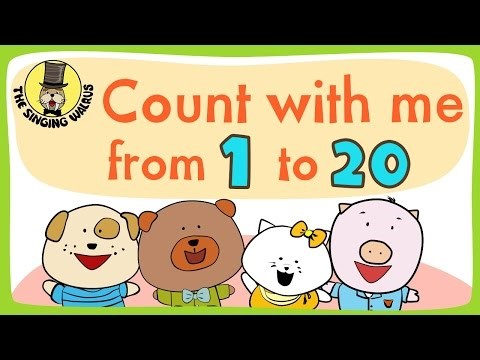 THE SINGING WALRUS
Count with me
from 1 to 20